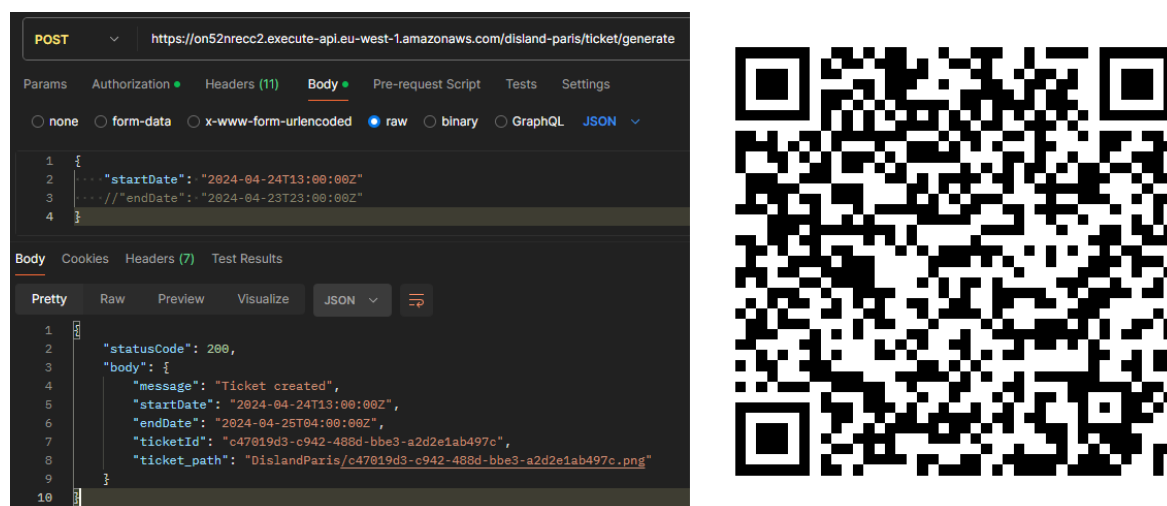 POST https://on52nrecc2.execute-api.eu-west-1.amazonaws.com/disland-paris/ticket/generate
Params Authorization Headers (11) Body Pre-request Script Tests Settings
none form-data x-www-form-urlencoded raw binary GraphQL JSON
1 {
2 "startDate": "2024-04-24T13:00:00Z"
3 //"endDate": "2024-04-23T23:00:00Z"
4 }
Body Cookies Headers (7) Test Results
Pretty Raw Preview Visualize JSON
1 {
2 "statusCode": 200,
3 "body": {
4 "message": "Ticket created",
5 "startDate": "2024-04-24T13:00:00Z",
6 "endDate": "2024-04-25T04:00:00Z",
7 "ticketId": "c47019d3-c942-488d-bbe3-a2d2e1ab497c",
8 "ticket_path": "DislandParis/c47019d3-c942-488d-bbe3-a2d2e1ab497c.png"
9 }
10 }